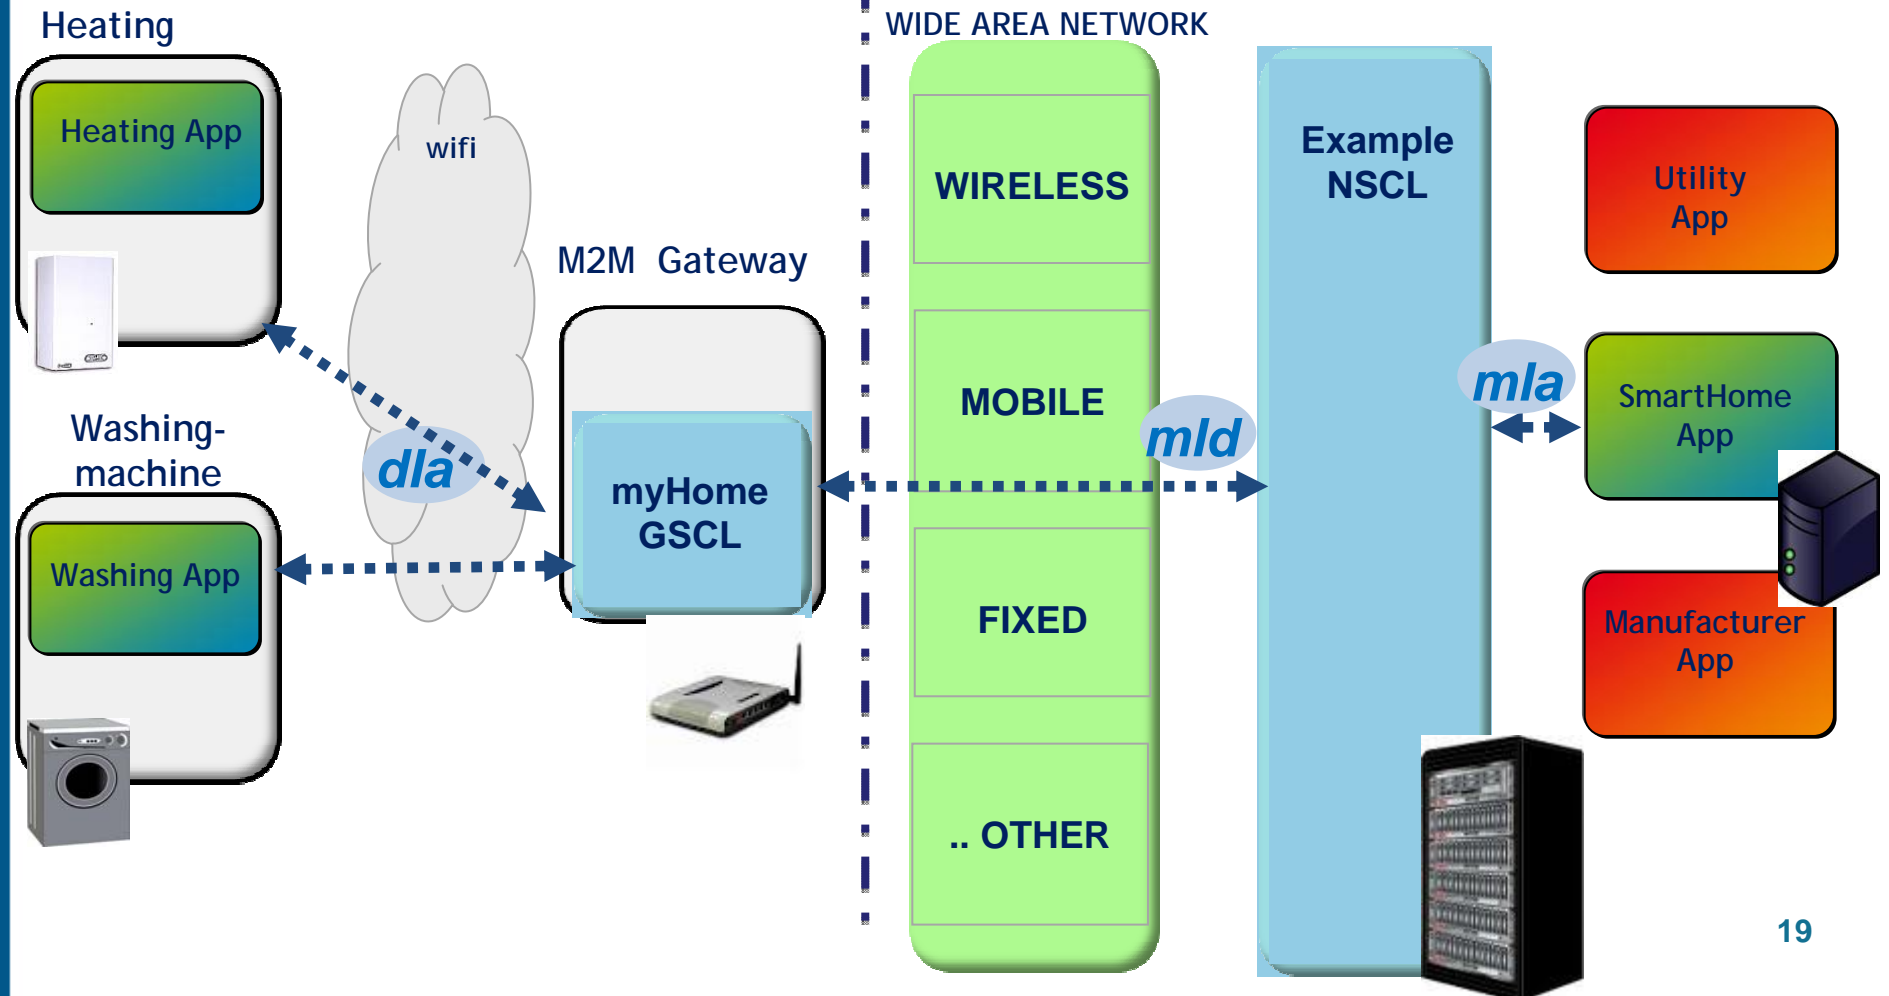 Heating
Heating App
wifi
Washing-
machine
Washing App
dla
M2M Gateway
myHome
GSCL
WIDE AREA NETWORK
WIRELESS
MOBILE
FIXED
.. OTHER
mld
Example
NSCL
mla
Utility
App
SmartHome
App
Manufacturer
App
19